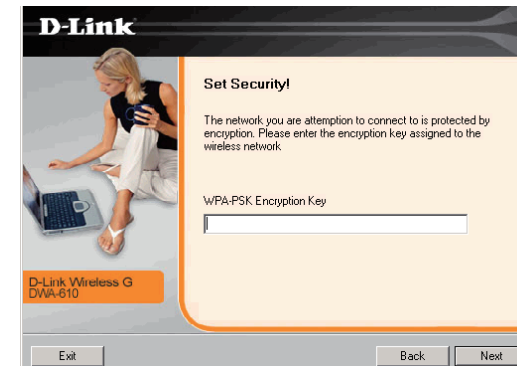 D-Link
Set Security!
The network you are attemption to connect to is protected by
encryption. Please enter the encryption key assigned to the
wireless network
WPA-PSK Encryption Key
D-Link Wireless G
DWA-610
Exit
Back
Next